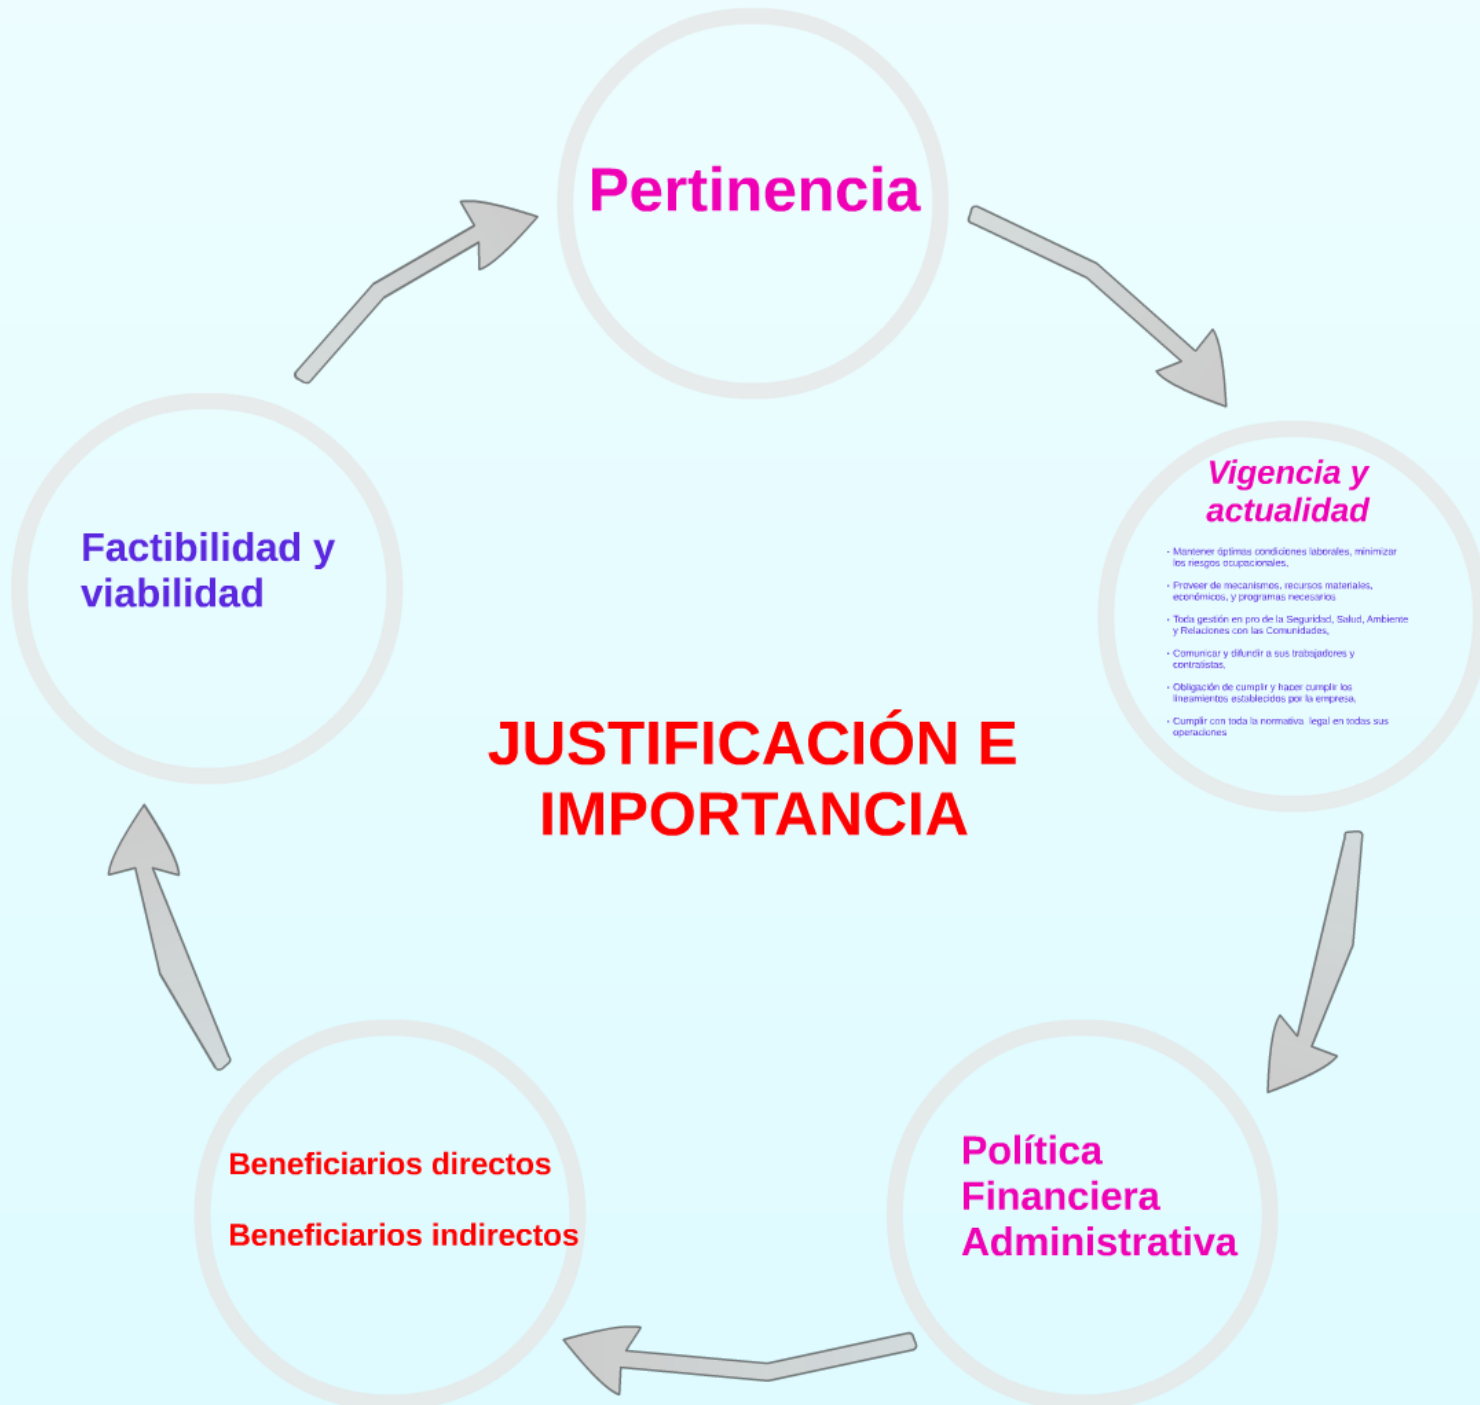 Pertinencia
Vigencia y
actualidad
- Mantener óptimas condiciones laborales, minimizar
los riesgos ocupacionales,
- Proveer de mecanismos, recursos materiales,
económicos, y programas necesarios
- Toda gestión en pro de la Seguridad, Salud, Ambiente
y Relaciones con las Comunidades,
- Comunicar y difundir a sus trabajadores y
contratistas,
- Obligación de cumplir y hacer cumplir los
lineamientos establecidos por la empresa,
- Cumplir con toda la normativa legal en todas sus
operaciones
Factibilidad y
viabilidad
JUSTIFICACIÓN E
IMPORTANCIA
Política
Financiera
Administrativa
Beneficiarios directos
Beneficiarios indirectos